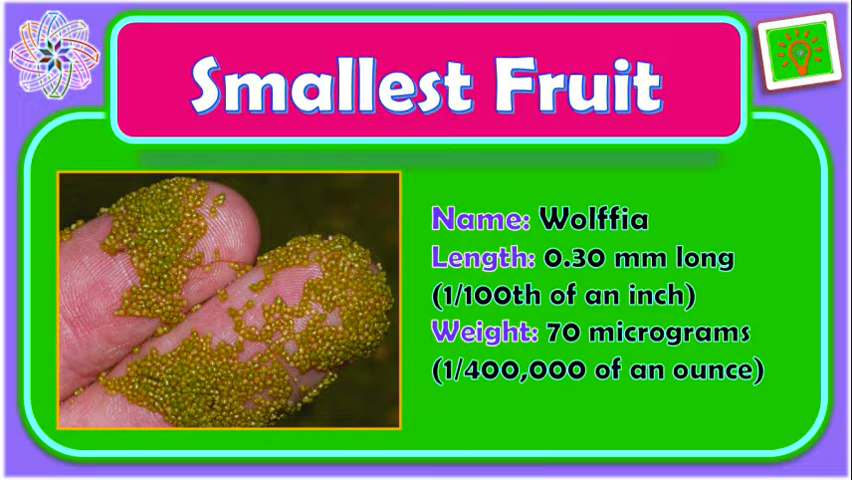 Smallest Fruit
Name: Wolffia
Length: 0.30 mm long
(1/100th of an inch)
Weight: 70 micrograms
(1/400,000 of an ounce)